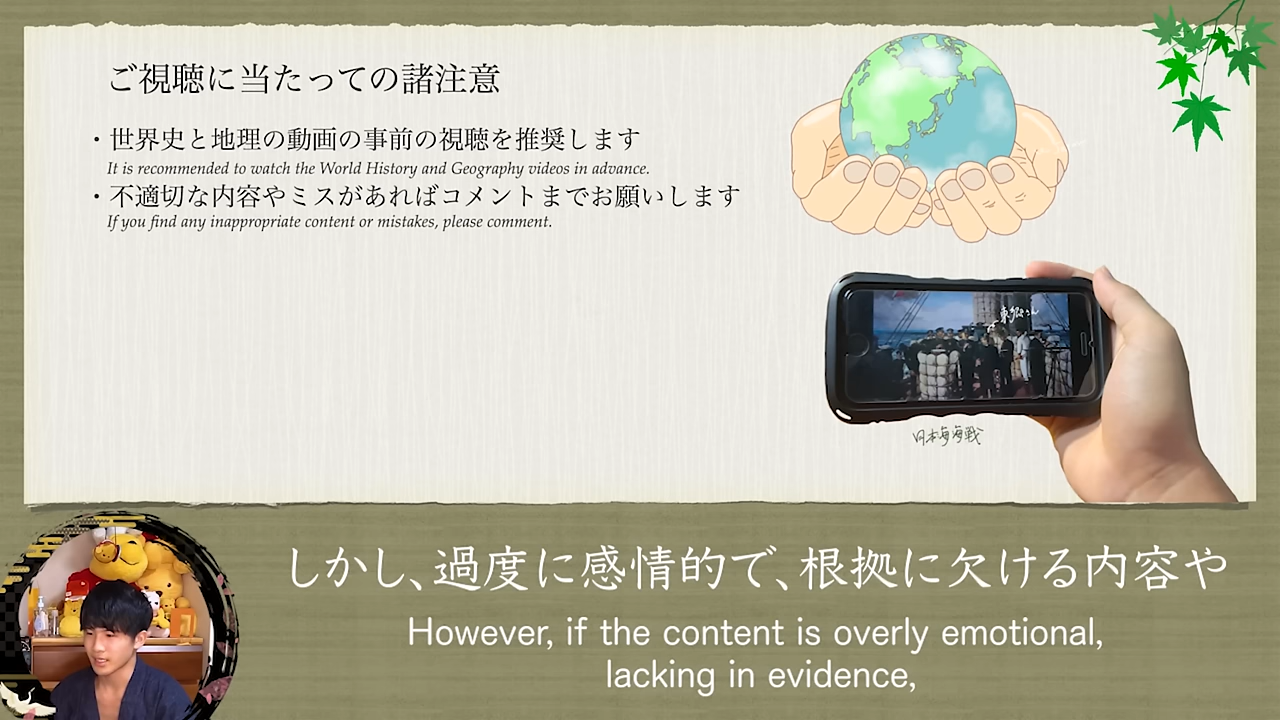 ご視聴に当たっての諸注意
・世界史と地理の動画の事前の視聴を推奨します
It is recommended to watch the World History and Geography videos in advance.
・不適切な内容やミスがあればコメントまでお願いします
If you find any inappropriate content or mistakes, please comment.
日本海海戦
しかし、過度に感情的で、根拠に欠ける内容や
However, if the content is overly emotional,
lacking in evidence,